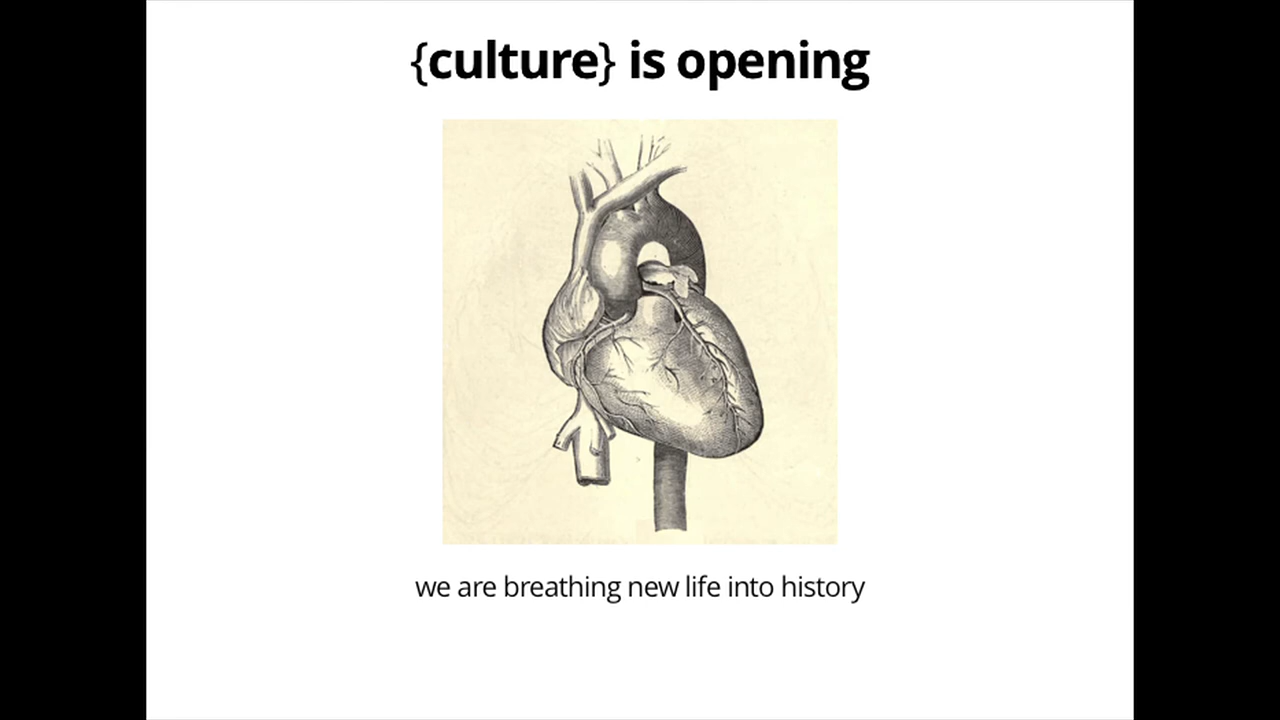 {culture} is opening
we are breathing new life into history